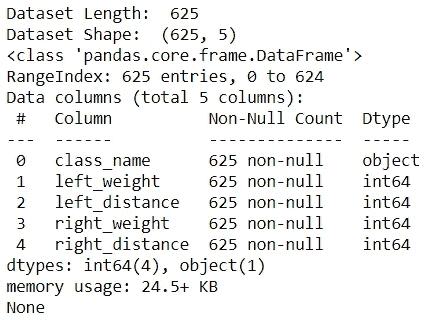 Dataset Length:  625
Dataset Shape:  (625, 5)
<class 'pandas.core.frame.DataFrame'>
RangeIndex: 625 entries, 0 to 624
Data columns (total 5 columns):
 #   Column          Non-Null Count  Dtype
---  ------          --------------  -----
 0   class_name      625 non-null    object
 1   left_weight     625 non-null    int64
 2   left_distance   625 non-null    int64
 3   right_weight    625 non-null    int64
 4   right_distance  625 non-null    int64
dtypes: int64(4), object(1)
memory usage: 24.5+ KB
None